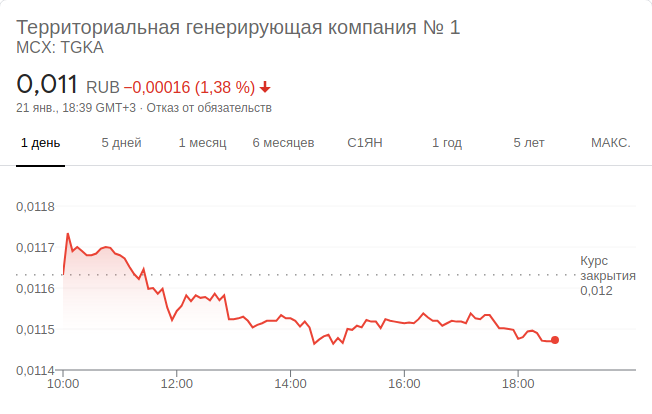 Территориальная генерирующая компания № 1
MCX: TGKA
0,011 RUB −0,00016 (1,38 %)
21 янв., 18:39 GMT+3 · Отказ от обязательств
1 день 5 дней 1 месяц 6 месяцев С1ЯН 1 год 5 лет МАКС.
0,0118
0,0117
Курс
закрытия
0,012
0,0116
0,0115
0,0114
10:00 12:00 14:00 16:00 18:00